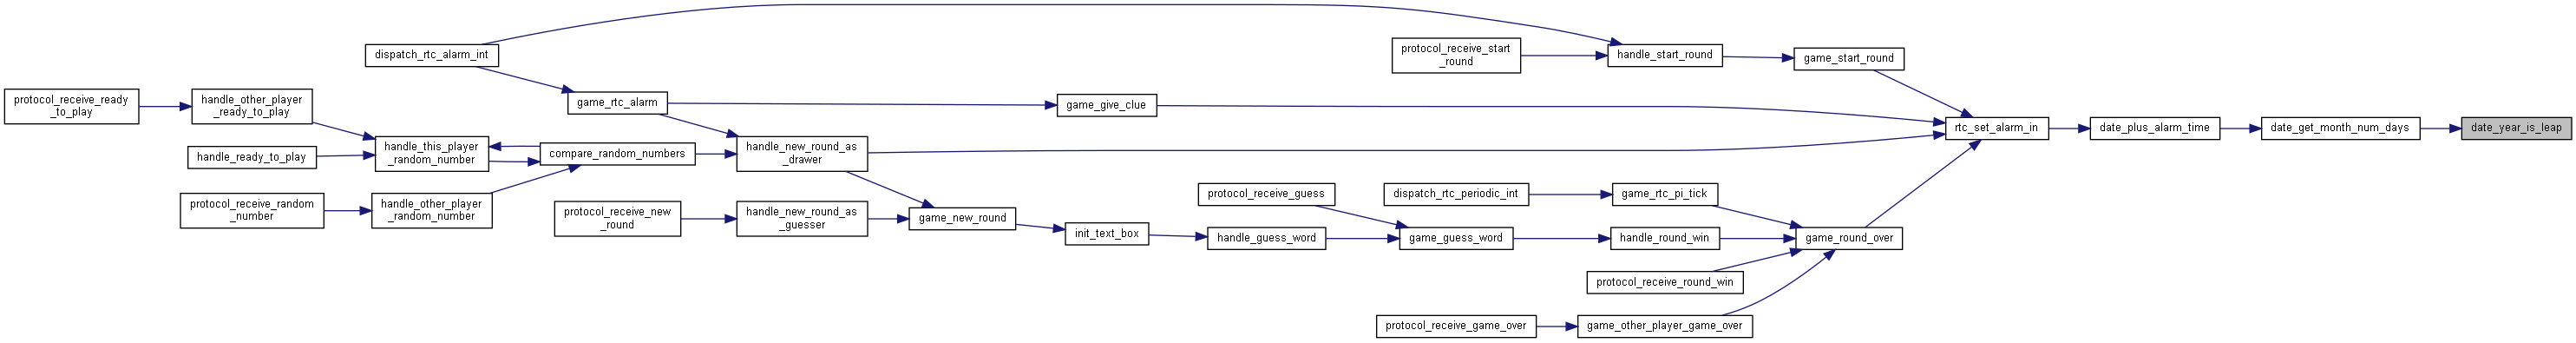 dispatch_rtc_alarm_int
protocol_receive_start
_round
handle_start_round
game_start_round
protocol_receive_ready
_to_play
handle_other_player
_ready_to_play
game_rtc_alarm
game_give_clue
rtc_set_alarm_in
date_plus_alarm_time
date_get_month_num_days
date_year_is_leap
handle_ready_to_play
handle_this_player
_random_number
compare_random_numbers
handle_new_round_as
_drawer
protocol_receive_random
_number
handle_other_player
_random_number
protocol_receive_new
_round
handle_new_round_as
_guesser
game_new_round
init_text_box
protocol_receive_guess
dispatch_rtc_periodic_int
game_rtc_pi_tick
handle_guess_word
game_guess_word
handle_round_win
game_round_over
protocol_receive_round_win
protocol_receive_game_over
game_other_player_game_over